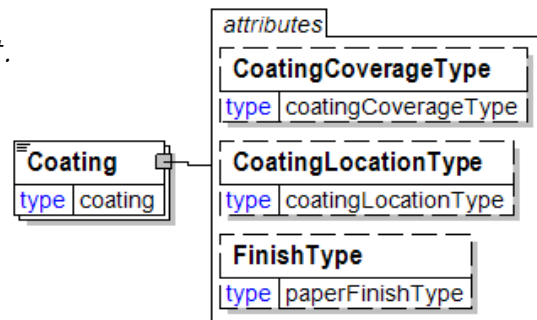 attributes
t.
CoatingCoverageType
type coatingCoverageType
Coating
type coating
CoatingLocationType
type coatingLocationType
FinishType
type paperFinishType